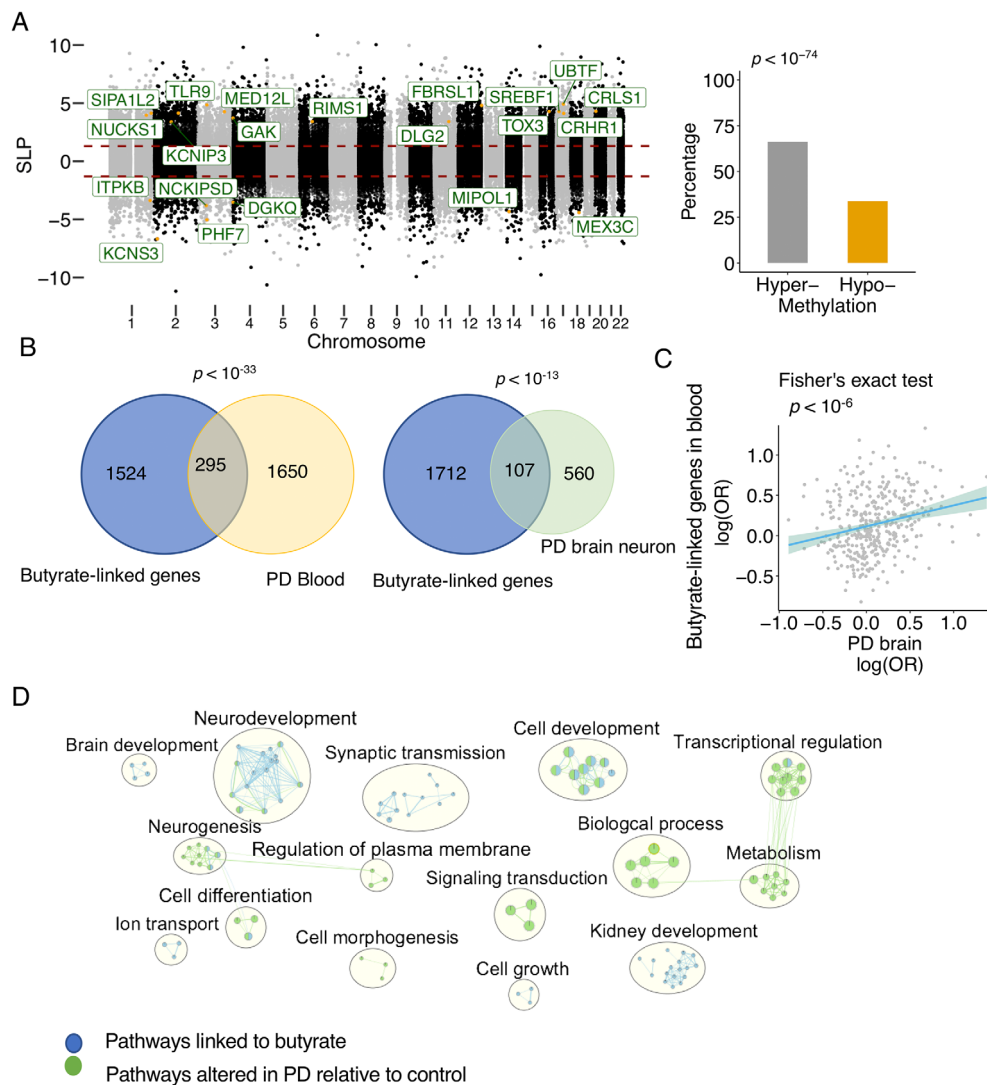 A
SLP
10
5
0
−5
−10
SIPA1L2
TLR9
MED12L
NUCKS1
GAK
KCNIP3
RIMS1
FBRSL1
UBTF
SREBF1
CRLS1
DLG2
TOX3
CRHR1
ITPKB
NCKIPSD
DGKQ
PHF7
KCNS3
MIPOL1
MEX3C
1 2 3 4 5 6 7 8 9 10 11 12 13 14 16 18 20 22
Chromosome
p < 10⁻⁷⁴
Percentage
100
75
50
25
0
Hyper− Hypo−
Methylation
B
p < 10⁻³³
1524 295 1650
Butyrate-linked genes PD Blood
p < 10⁻¹³
1712 107 560
PD brain neuron
Butyrate-linked genes
C
Fisher's exact test
p < 10⁻⁶
Butyrate-linked genes in blood
log(OR)
1.0
0.5
0.0
−0.5
−1.0 −0.5 0.0 0.5 1.0
PD brain
log(OR)
D
Neurodevelopment
Brain development
Synaptic transmission
Cell development
Transcriptional regulation
Neurogenesis
Regulation of plasma membrane
Biologcal process
Metabolism
Cell differentiation
Signaling transduction
Ion transport
Cell morphogenesis
Cell growth
Kidney development
Pathways linked to butyrate
Pathways altered in PD relative to control